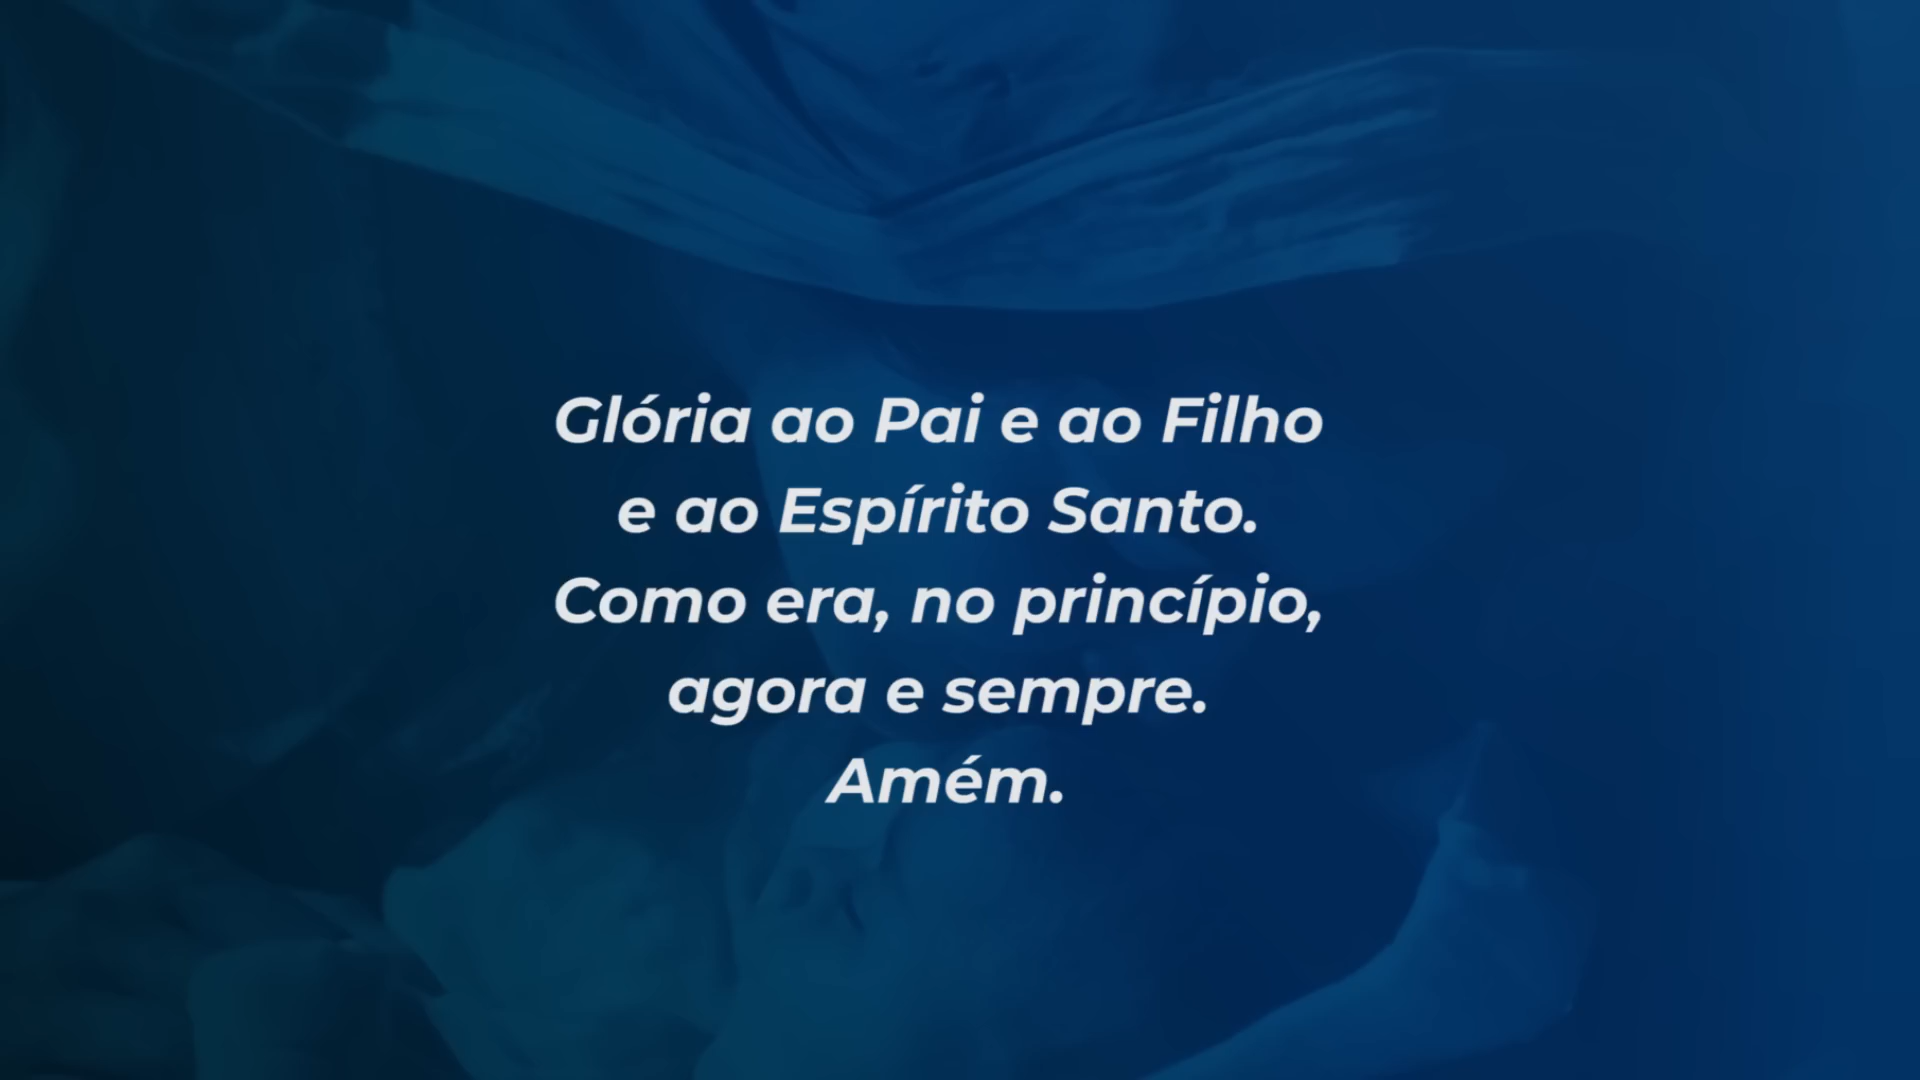 Glória ao Pai e ao Filho
e ao Espírito Santo.
Como era, no princípio,
agora e sempre.
Amém.